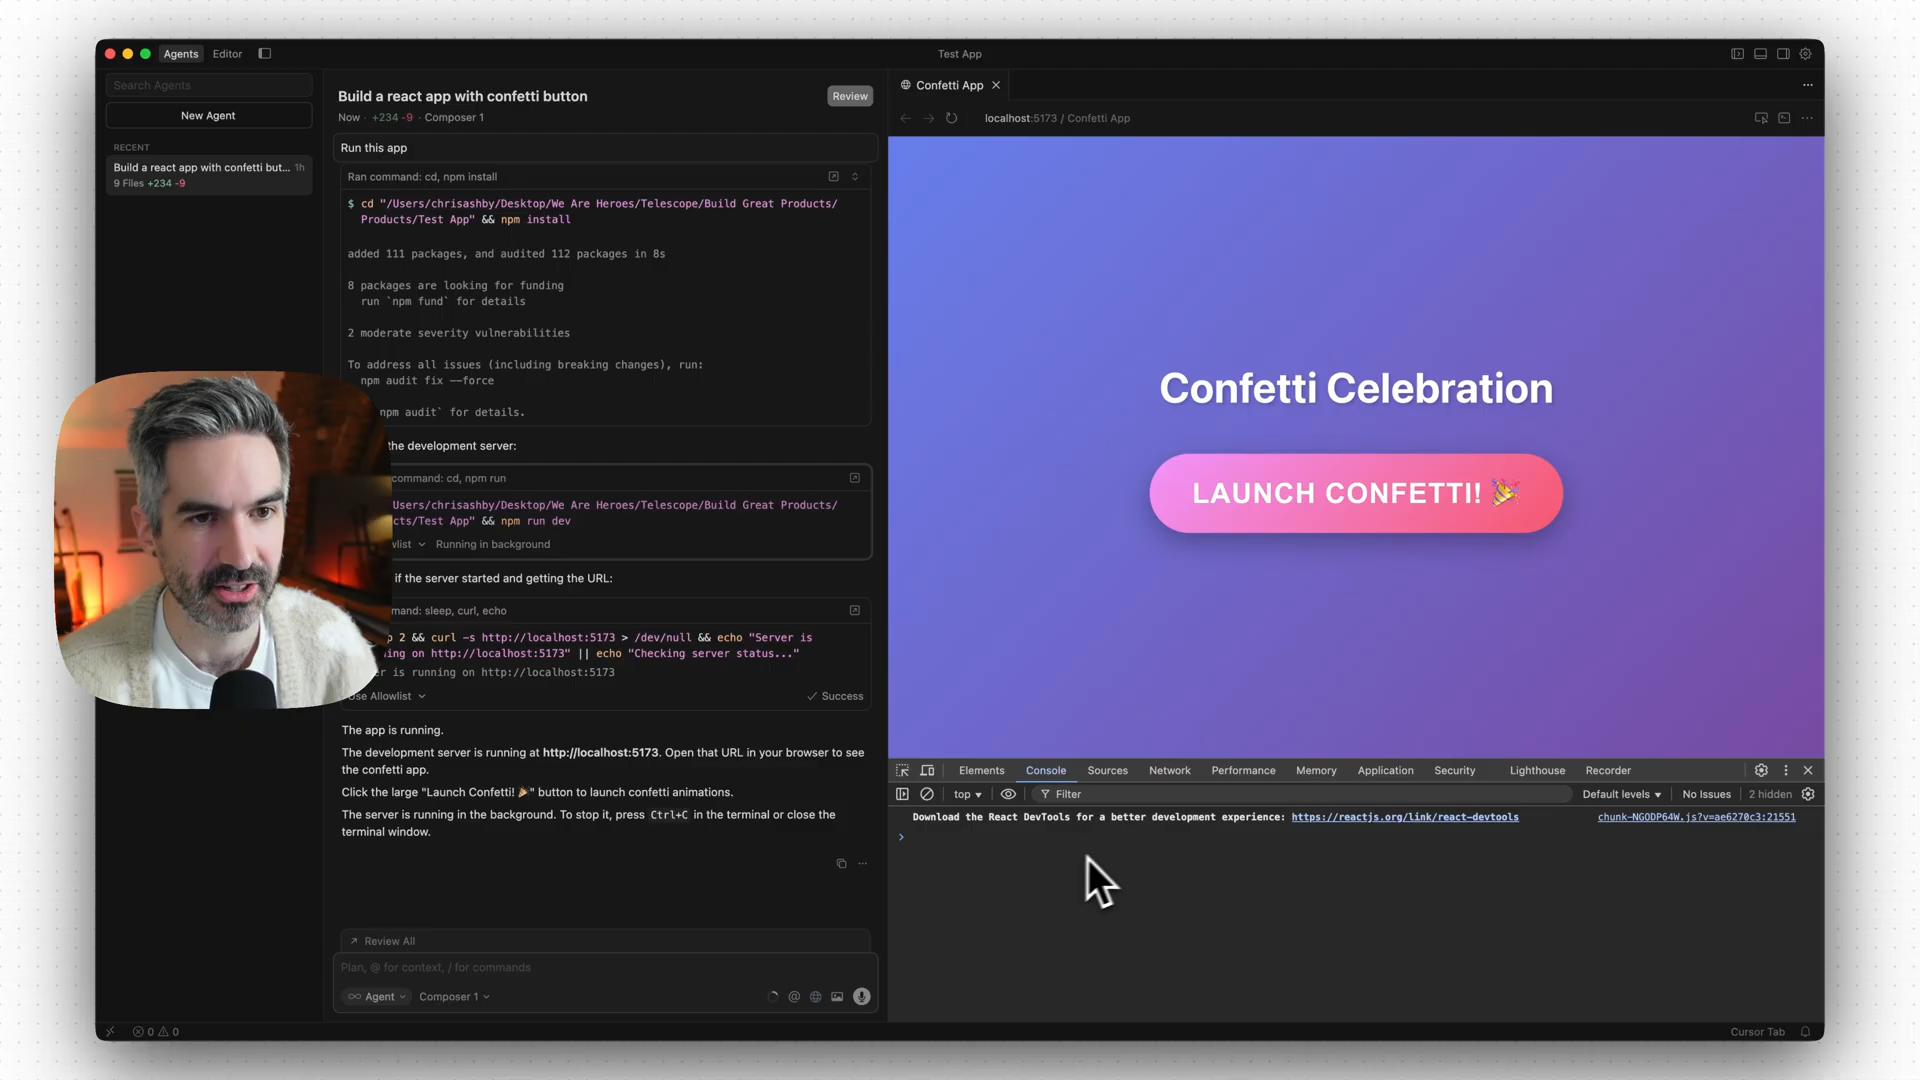 Agents Editor
Test App
Search Agents
New Agent
RECENT
Build a react app with confetti but... 1h
9 Files +234 -9
Build a react app with confetti button
Review
Now · +234 -9 · Composer 1
Run this app
Ran command: cd, npm install
$ cd "/Users/chrisashby/Desktop/We Are Heroes/Telescope/Build Great Products/
Products/Test App" && npm install
added 111 packages, and audited 112 packages in 8s
8 packages are looking for funding
run `npm fund` for details
2 moderate severity vulnerabilities
To address all issues (including breaking changes), run:
npm audit fix --force
npm audit` for details.
the development server:
command: cd, npm run
Users/chrisashby/Desktop/We Are Heroes/Telescope/Build Great Products/
cts/Test App" && npm run dev
wlist Running in background
if the server started and getting the URL:
mand: sleep, curl, echo
p 2 && curl -s http://localhost:5173 > /dev/null && echo "Server is
ing on http://localhost:5173" || echo "Checking server status..."
er is running on http://localhost:5173
Use Allowlist
Success
The app is running.
The development server is running at http://localhost:5173. Open that URL in your browser to see
the confetti app.
Click the large "Launch Confetti! 🎉" button to launch confetti animations.
The server is running in the background. To stop it, press Ctrl+C in the terminal or close the
terminal window.
Review All
Plan, @ for context, / for commands
Agent Composer 1
Confetti App
localhost:5173 / Confetti App
Confetti Celebration
LAUNCH CONFETTI! 🎉
Elements Console Sources Network Performance Memory Application Security Lighthouse Recorder
top Filter Default levels No Issues 2 hidden
Download the React DevTools for a better development experience: https://reactjs.org/link/react-devtools chunk-NGODP64W.js?v=ae6270c3:21551
0 0
Cursor Tab